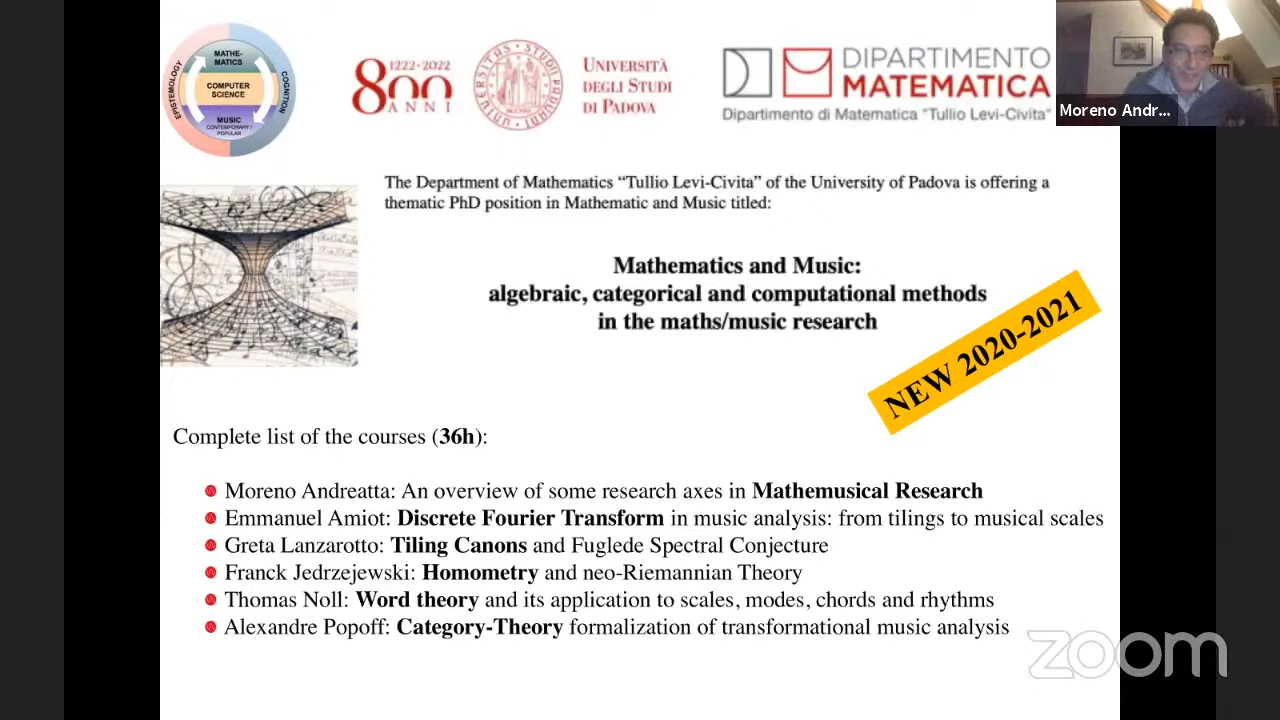 MATHE-
MATICS
COMPUTER
SCIENCE
MUSIC
CONTEMPORARY /
POPULAR
EPISTEMOLOGY
COGNITION
800
1222-2022
ANNI
UNIVERSITÀ
DEGLI STUDI
DI PADOVA
DIPARTIMENTO
MATEMATICA
Dipartimento di Matematica “Tullio Levi-Civita”
Moreno Andr...
The Department of Mathematics “Tullio Levi-Civita” of the University of Padova is offering a
thematic PhD position in Mathematic and Music titled:
Mathematics and Music:
algebraic, categorical and computational methods
in the maths/music research
NEW 2020-2021
Complete list of the courses (36h):
Moreno Andreatta: An overview of some research axes in Mathemusical Research
Emmanuel Amiot: Discrete Fourier Transform in music analysis: from tilings to musical scales
Greta Lanzarotto: Tiling Canons and Fuglede Spectral Conjecture
Franck Jedrzejewski: Homometry and neo-Riemannian Theory
Thomas Noll: Word theory and its application to scales, modes, chords and rhythms
Alexandre Popoff: Category-Theory formalization of transformational music analysis
zoom